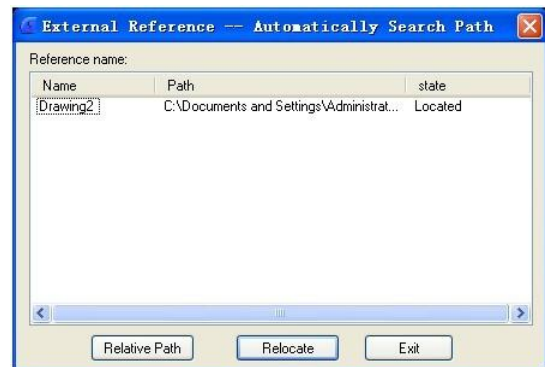 External Reference -- Automatically Search Path
Reference name:
Name Path state
Drawing2 C:\Documents and Settings\Administrat... Located
Relative Path Relocate Exit